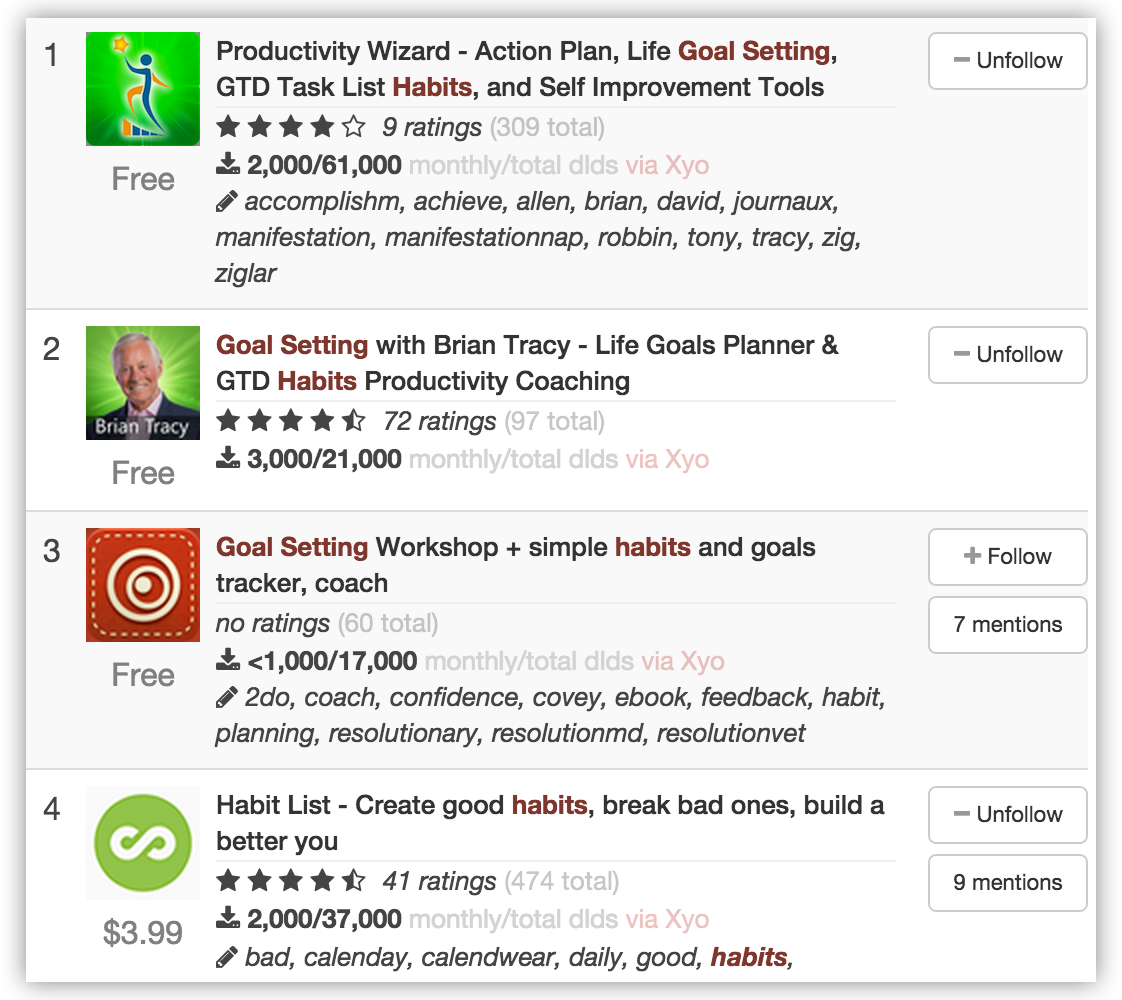 1
Productivity Wizard - Action Plan, Life Goal Setting,
GTD Task List Habits, and Self Improvement Tools
9 ratings (309 total)
2,000/61,000 monthly/total dlds via Xyo
accomplishm, achieve, allen, brian, david, journaux,
manifestation, manifestationnap, robbin, tony, tracy, zig,
ziglar
Free
Unfollow
2
Brian Tracy
Goal Setting with Brian Tracy - Life Goals Planner &
GTD Habits Productivity Coaching
72 ratings (97 total)
3,000/21,000 monthly/total dlds via Xyo
Free
Unfollow
3
Goal Setting Workshop + simple habits and goals
tracker, coach
no ratings (60 total)
<1,000/17,000 monthly/total dlds via Xyo
2do, coach, confidence, covey, ebook, feedback, habit,
planning, resolutionary, resolutionmd, resolutionvet
Free
Follow
7 mentions
4
Habit List - Create good habits, break bad ones, build a
better you
41 ratings (474 total)
2,000/37,000 monthly/total dlds via Xyo
bad, calenday, calendwear, daily, good, habits,
$3.99
Unfollow
9 mentions